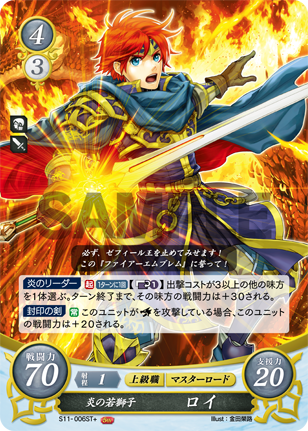 4
3
SAMPLE
必ず、ゼフィール王を止めてみせます!
この『ファイアーエムブレム』に誓って!
炎のリーダー 起 1ターンに1回 【 】出撃コストが3以上の他の味方
を1体選ぶ。ターン終了まで、その味方の戦闘力は+30される。
封印の剣 常 このユニットが を攻撃している場合、このユニット
の戦闘力は+20される。
戦闘力
70
射程 1 上級職 マスターロード
支援力
20
炎の若獅子 ロイ
S11-006ST+ Illust:金田榮路